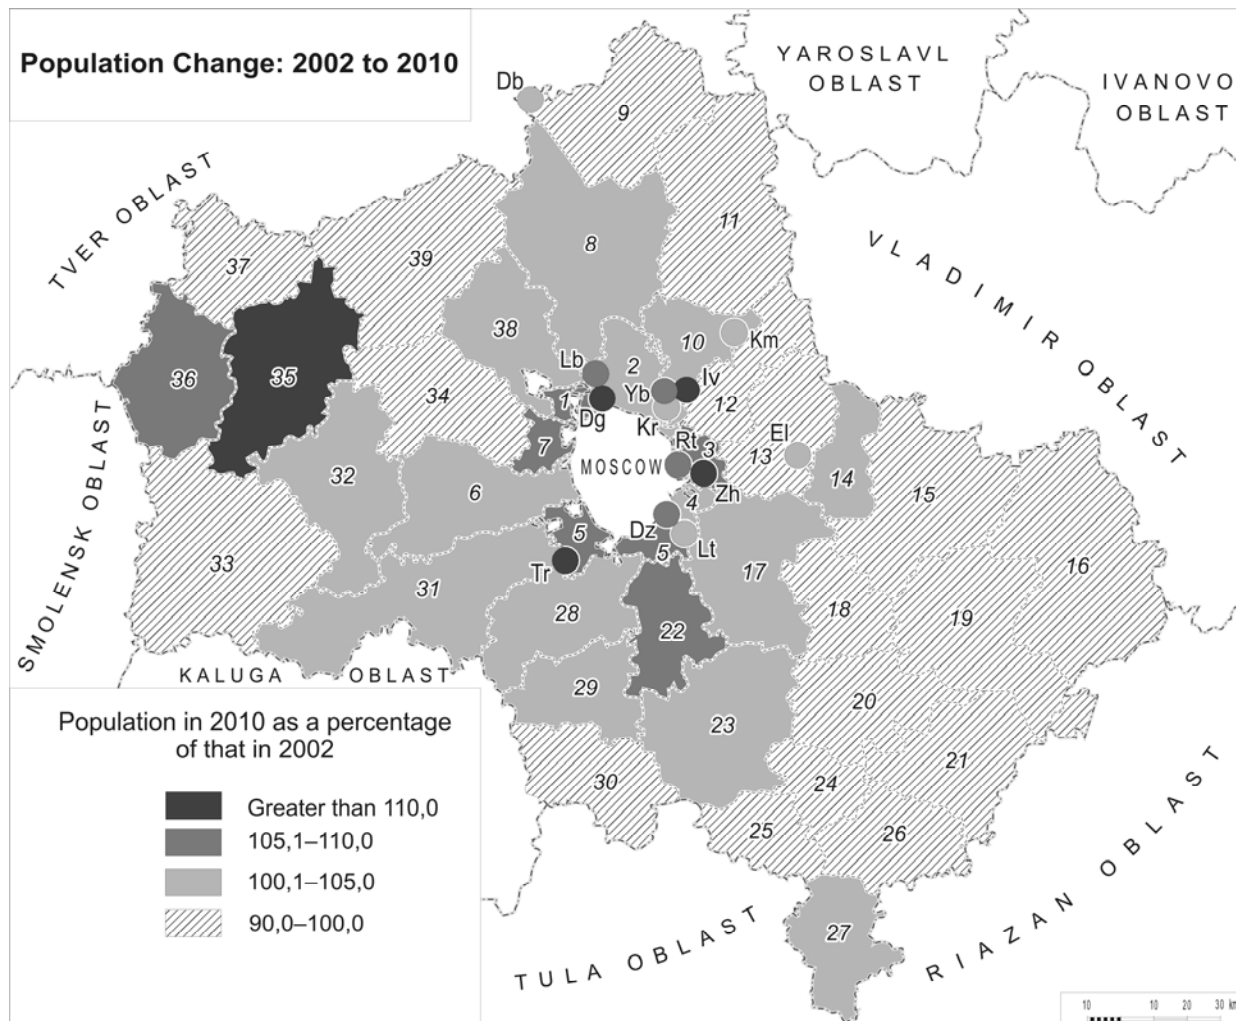 Population Change: 2002 to 2010
YAROSLAVL
OBLAST
IVANOVO
OBLAST
TVER OBLAST
VLADIMIR OBLAST
SMOLENSK OBLAST
KALUGA OBLAST
TULA OBLAST
RIAZAN OBLAST
MOSCOW
Db
9
11
8
37
39
38
10
Km
36
35
34
Lb
2
Yb
Iv
1
Dg
Kr
12
7
Rt
3
El
13
14
15
32
6
Zh
4
Dz
Lt
5
5
Tr
33
31
28
22
17
18
19
16
29
23
20
21
30
24
25
26
27
Population in 2010 as a percentage
of that in 2002
Greater than 110,0
105,1–110,0
100,1–105,0
90,0–100,0
10 10 20 30 km